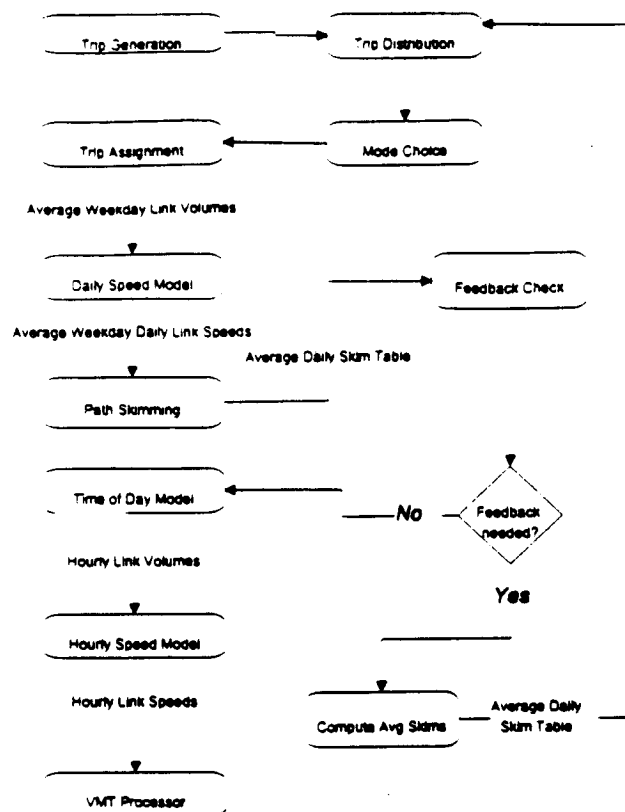 Trip Generation
Trip Distribution
Trip Assignment
Mode Choice
Average Weekday Link Volumes
Daily Speed Model
Feedback Check
Average Weekday Daily Link Speeds
Average Daily Skim Table
Path Skimming
Time of Day Model
No
Feedback
needed?
Hourly Link Volumes
Yes
Hourly Speed Model
Hourly Link Speeds
Compute Avg Skims
Average Daily
Skim Table
VMT Processor